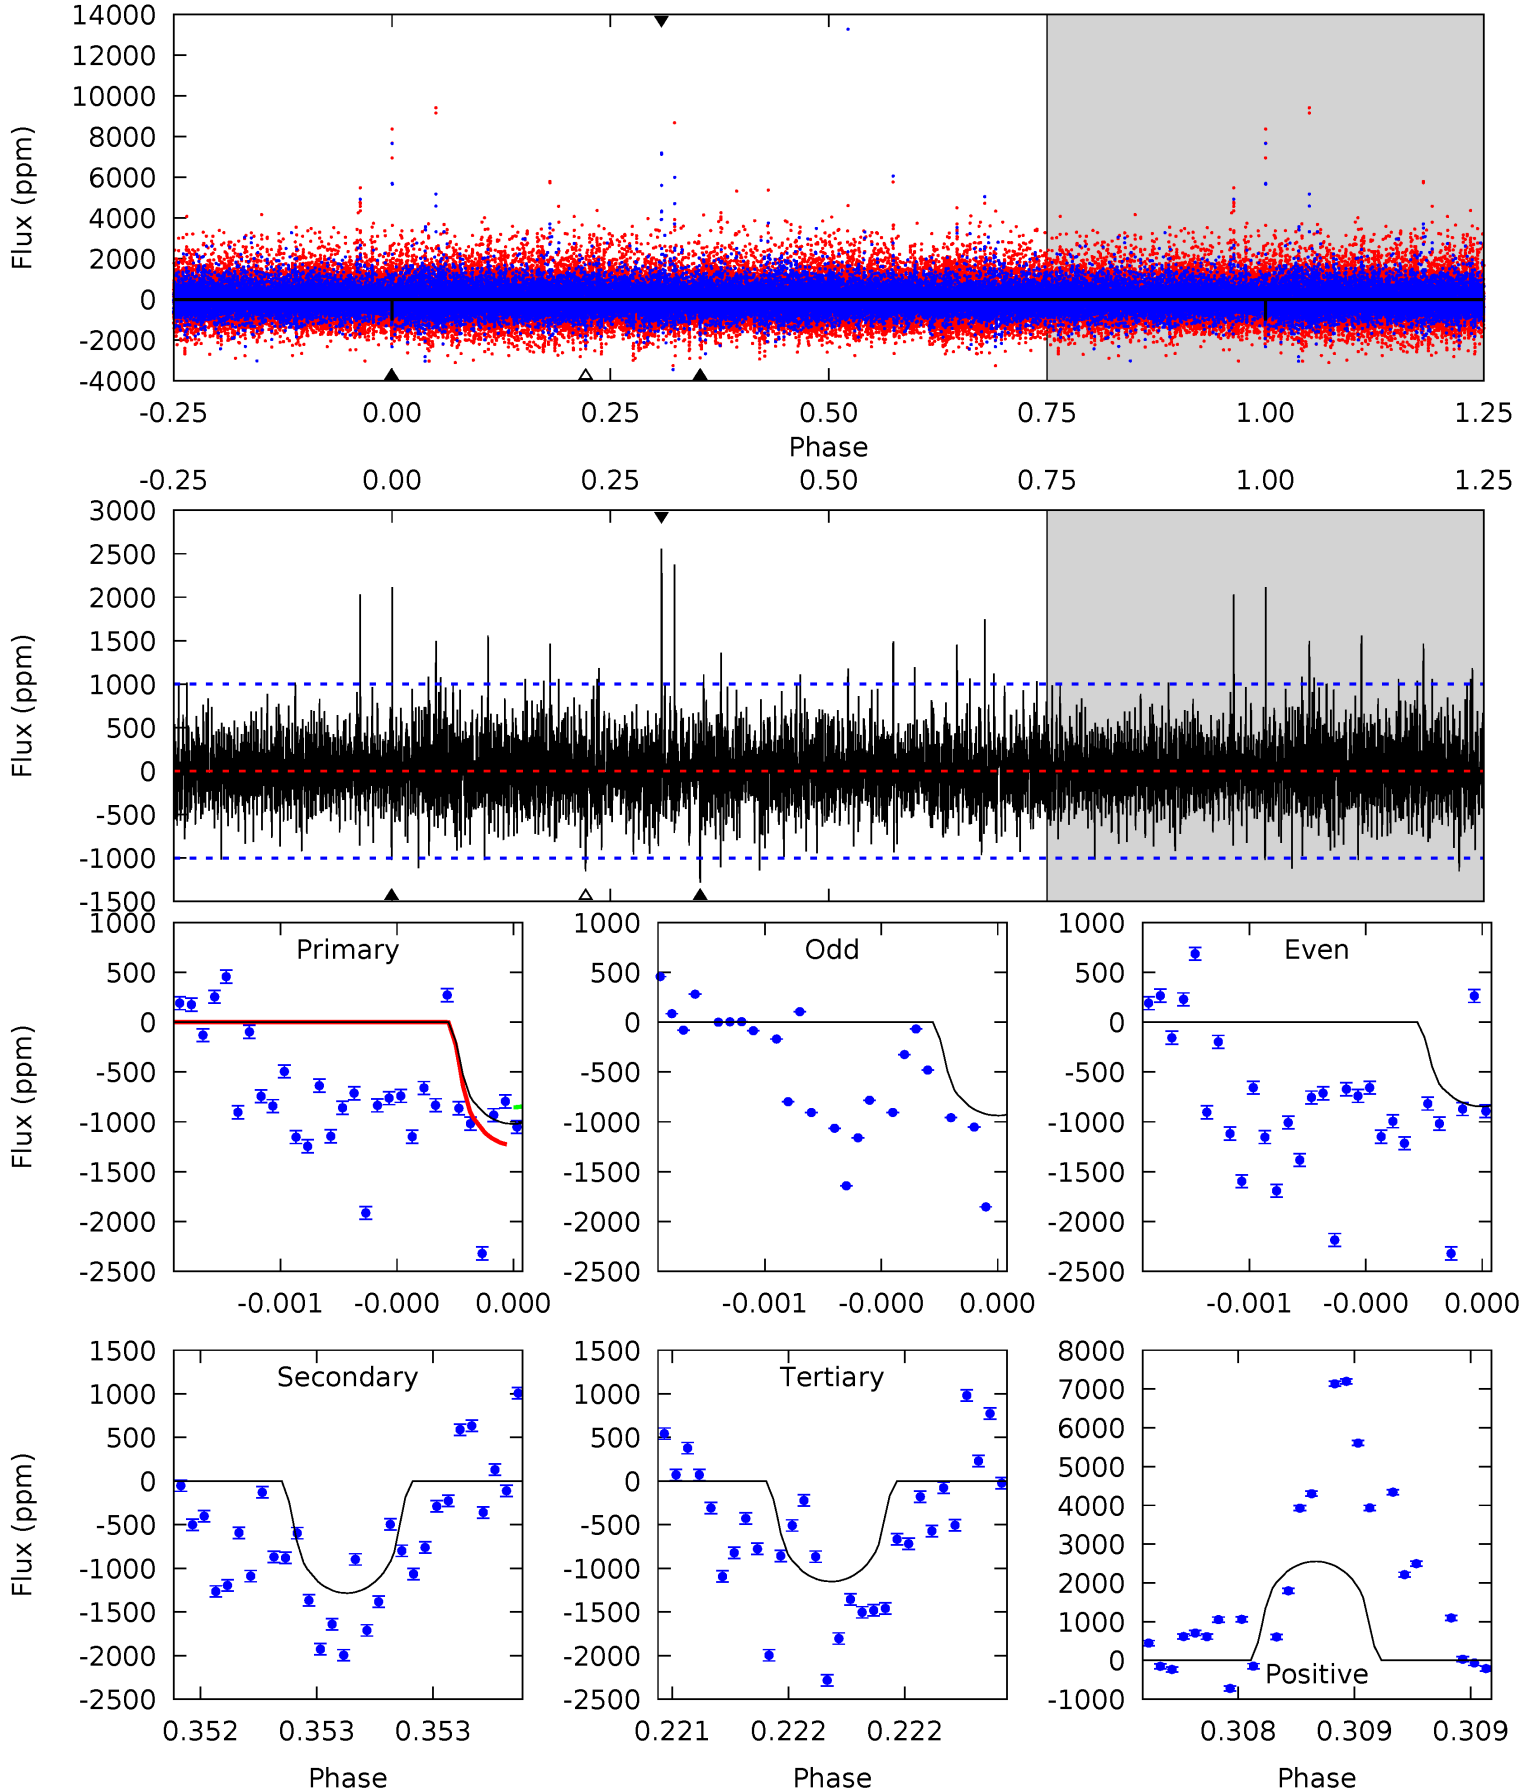 14000
12000
10000
8000
6000
4000
2000
0
-2000
-4000
Flux (ppm)
-0.25 0.00 0.25 0.50 0.75 1.00 1.25
Phase
-0.25 0.00 0.25 0.50 0.75 1.00 1.25
3000
2500
2000
1500
1000
500
0
-500
-1000
-1500
Flux (ppm)
Primary Odd Even
1000 1000 1000
500 500 500
0 0 0
-500 -500 -500
-1000 -1000 -1000
-1500 -1500 -1500
-2000 -2000 -2000
-2500 -2500 -2500
Flux (ppm)
-0.001 -0.000 0.000 -0.001 -0.000 0.000 -0.001 -0.000 0.000
Secondary Tertiary
1500 1500 8000
1000 1000 7000
500 500 6000
0 0 5000
-500 -500 4000
-1000 -1000 3000
-1500 -1500 2000
-2000 -2000 1000
-2500 -2500 0
-1000
Positive
Flux (ppm)
0.352 0.353 0.353 0.221 0.222 0.222 0.308 0.309 0.309
Phase Phase Phase